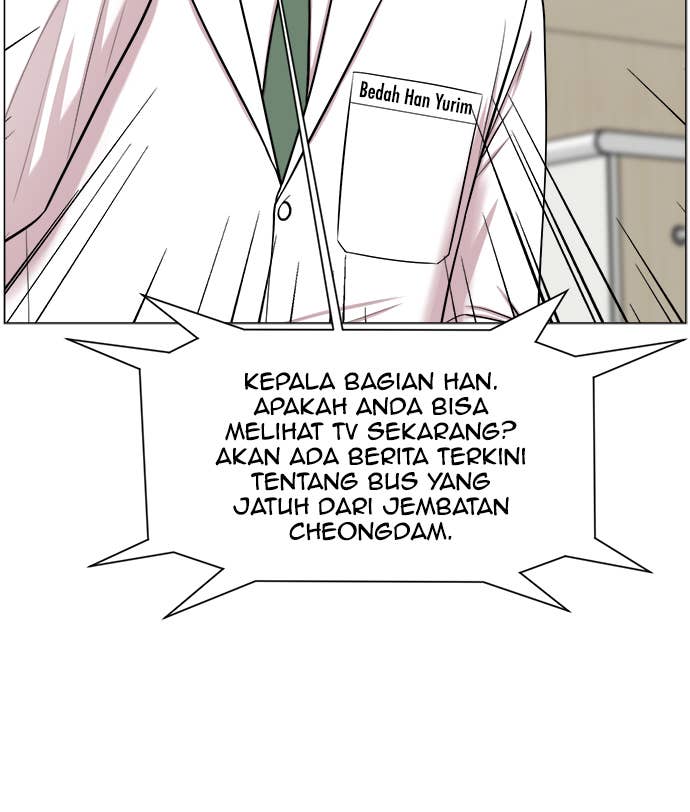 Bedah Han Yurim
KEPALA BAGIAN HAN,
APAKAH ANDA BISA
MELIHAT TV SEKARANG?
AKAN ADA BERITA TERKINI
TENTANG BUS YANG
JATUH DARI JEMBATAN
CHEONGDAM.